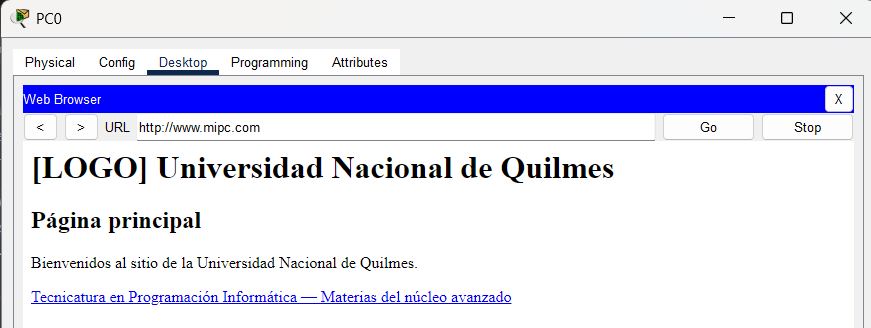 PC0
Physical Config Desktop Programming Attributes
Web Browser X
< > URL http://www.mipc.com Go Stop
[LOGO] Universidad Nacional de Quilmes
Página principal
Bienvenidos al sitio de la Universidad Nacional de Quilmes.
Tecnicatura en Programación Informática — Materias del núcleo avanzado